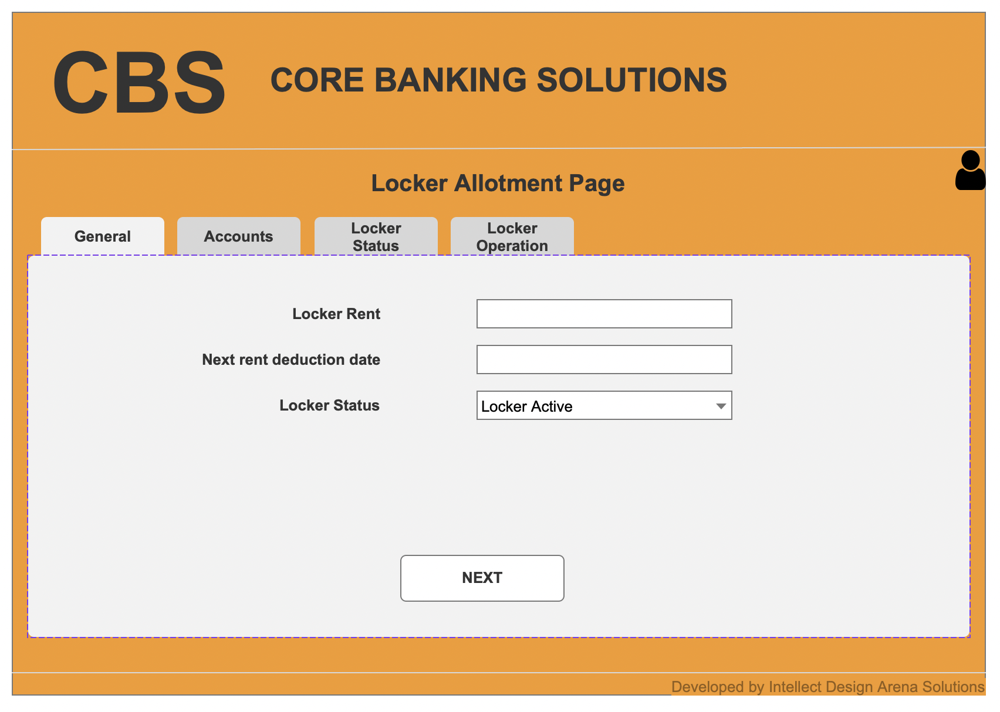 CBS
CORE BANKING SOLUTIONS
Locker Allotment Page
General
Accounts
Locker
Status
Locker
Operation
Locker Rent
Next rent deduction date
Locker Status
Locker Active
NEXT
Developed by Intellect Design Arena Solutions